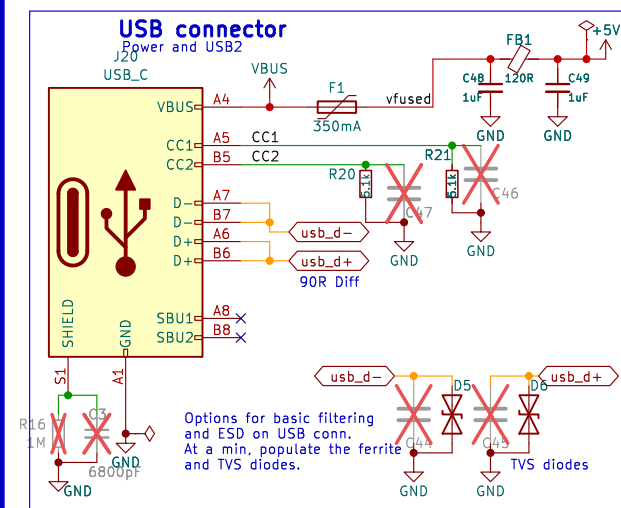 USB connector
Power and USB2
J20
USB_C
VBUS
A4
CC1
A5
CC1
CC2
B5
CC2
D-
A7
D-
B7
D+
A6
D+
B6
SBU1
A8
SBU2
B8
SHIELD
GND
S1
A1
VBUS
F1
350mA
vfused
FB1
120R
+5V
C48
1uF
GND
C49
1uF
GND
R20
5.1k
C47
GND
R21
5.1k
C46
GND
usb_d-
usb_d+
90R Diff
R16
1M
C3
6800pF
GND
GND
Options for basic filtering
and ESD on USB conn.
At a min, populate the ferrite
and TVS diodes.
usb_d-
D5
C44
GND
D6
usb_d+
C45
GND
TVS diodes